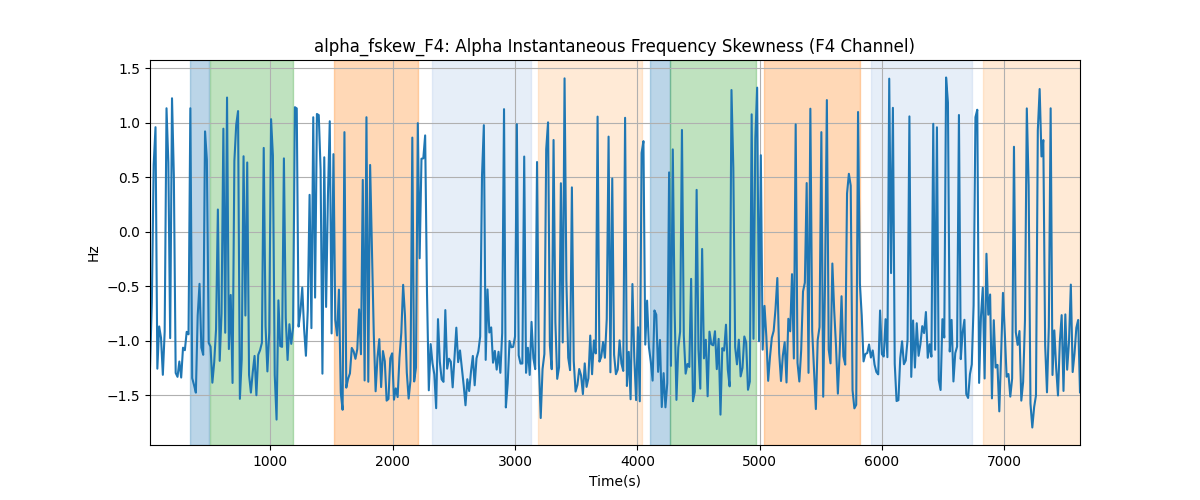 alpha_fskew_F4: Alpha Instantaneous Frequency Skewness (F4 Channel)
1.5
1.0
0.5
0.0
−0.5
−1.0
−1.5
Hz
1000 2000 3000 4000 5000 6000 7000
Time(s)